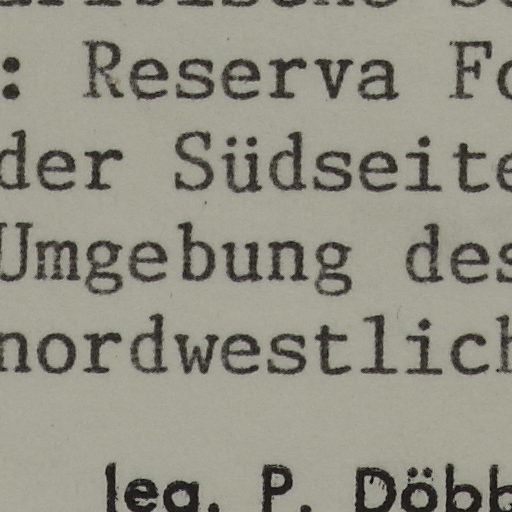 : Reserva Fo
der Südseite
Umgebung des
nordwestlich
leg. P. Döbb